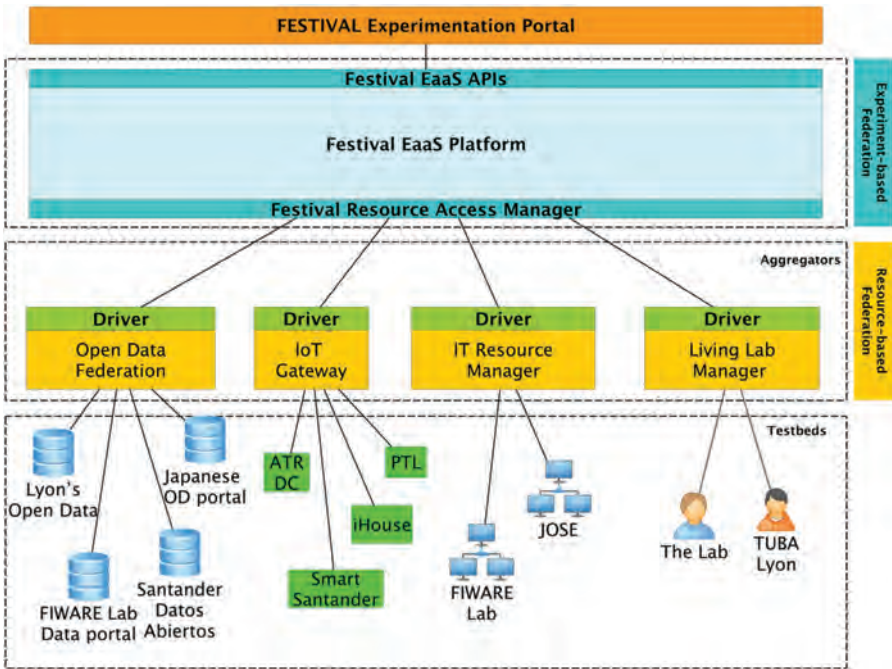 FESTIVAL Experimentation Portal
Festival EaaS APIs
Festival EaaS Platform
Festival Resource Access Manager
Experiment-based
Federation
Aggregators
Driver
Open Data
Federation
Driver
IoT
Gateway
Driver
IT Resource
Manager
Driver
Living Lab
Manager
Resource-based
Federation
Testbeds
Lyon's
Open Data
Japanese
OD portal
FIWARE Lab
Data portal
Santander
Datos
Abiertos
ATR
DC
PTL
iHouse
Smart
Santander
FIWARE
Lab
JOSE
The Lab
TUBA
Lyon